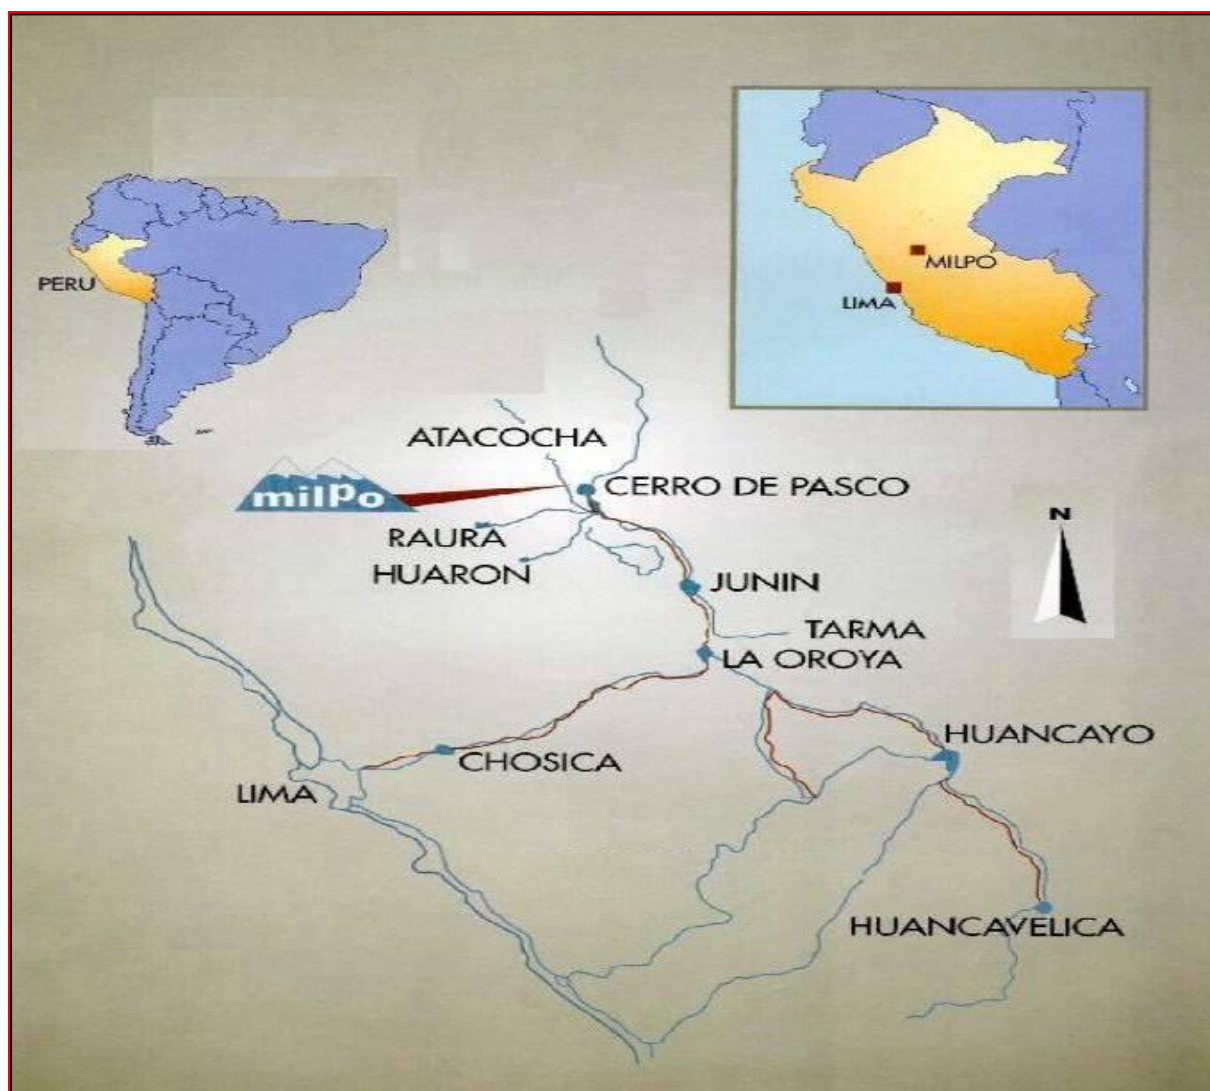 PERU
MILPO
LIMA
ATACOCHA
milpo
CERRO DE PASCO
RAURA
HUARON
N
JUNIN
TARMA
LA OROYA
HUANCAYO
CHOSICA
LIMA
HUANCAVELICA